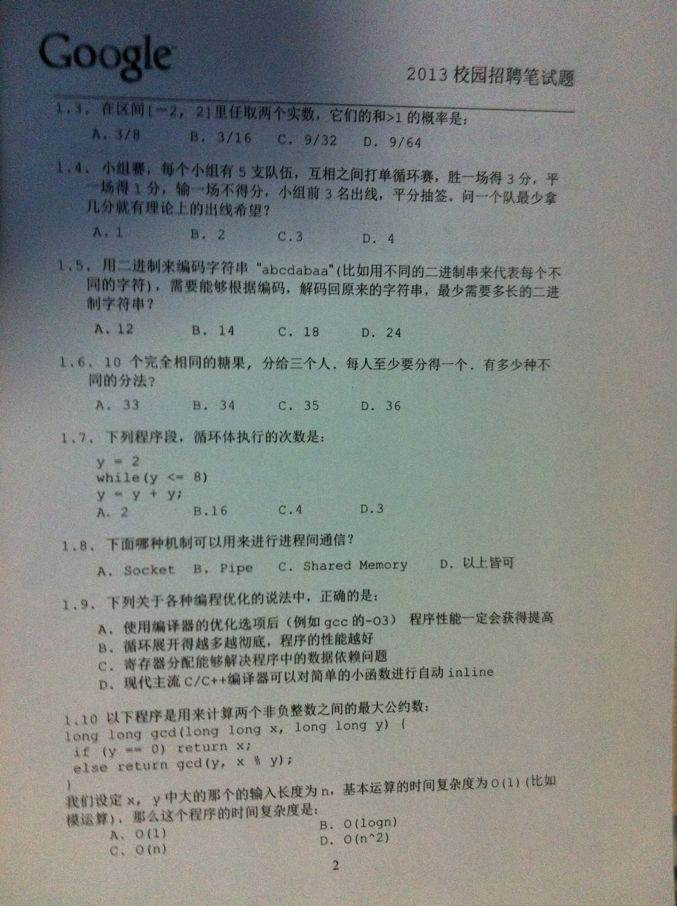 Google
2013 校园招聘笔试题
1.3. 在区间[-2, 2]里任取两个实数, 它们的和>1 的概率是:
A. 3/8 B. 3/16 C. 9/32 D. 9/64
1.4. 小组赛, 每个小组有 5 支队伍, 互相之间打单循环赛, 胜一场得 3 分, 平
一场得 1 分, 输一场不得分, 小组前 3 名出线, 平分抽签。问一个队最少拿
几分就有理论上的出线希望?
A. 1 B. 2 C.3 D. 4
1.5. 用二进制来编码字符串 "abcdabaa"(比如用不同的二进制串来代表每个不
同的字符), 需要能够根据编码, 解码回原来的字符串, 最少需要多长的二进
制字符串?
A. 12 B. 14 C. 18 D. 24
1.6. 10 个完全相同的糖果, 分给三个人. 每人至少要分得一个. 有多少种不
同的分法?
A. 33 B. 34 C. 35 D. 36
1.7. 下列程序段, 循环体执行的次数是:
y = 2
while(y <= 8)
y = y + y;
A. 2 B.16 C.4 D.3
1.8. 下面哪种机制可以用来进行进程间通信?
A. Socket B. Pipe C. Shared Memory D. 以上皆可
1.9. 下列关于各种编程优化的说法中, 正确的是:
A. 使用编译器的优化选项后 (例如 gcc 的-O3) 程序性能一定会获得提高
B. 循环展开得越多越彻底, 程序的性能越好
C. 寄存器分配能够解决程序中的数据依赖问题
D. 现代主流 C/C++编译器可以对简单的小函数进行自动 inline
1.10 以下程序是用来计算两个非负整数之间的最大公约数:
long long gcd(long long x, long long y) {
if (y == 0) return x;
else return gcd(y, x % y);
}
我们设定 x, y 中大的那个的输入长度为 n, 基本运算的时间复杂度为 O(1)(比如
模运算), 那么这个程序的时间复杂度是:
A. O(1) B. O(logn)
C. O(n) D. O(n^2)
2